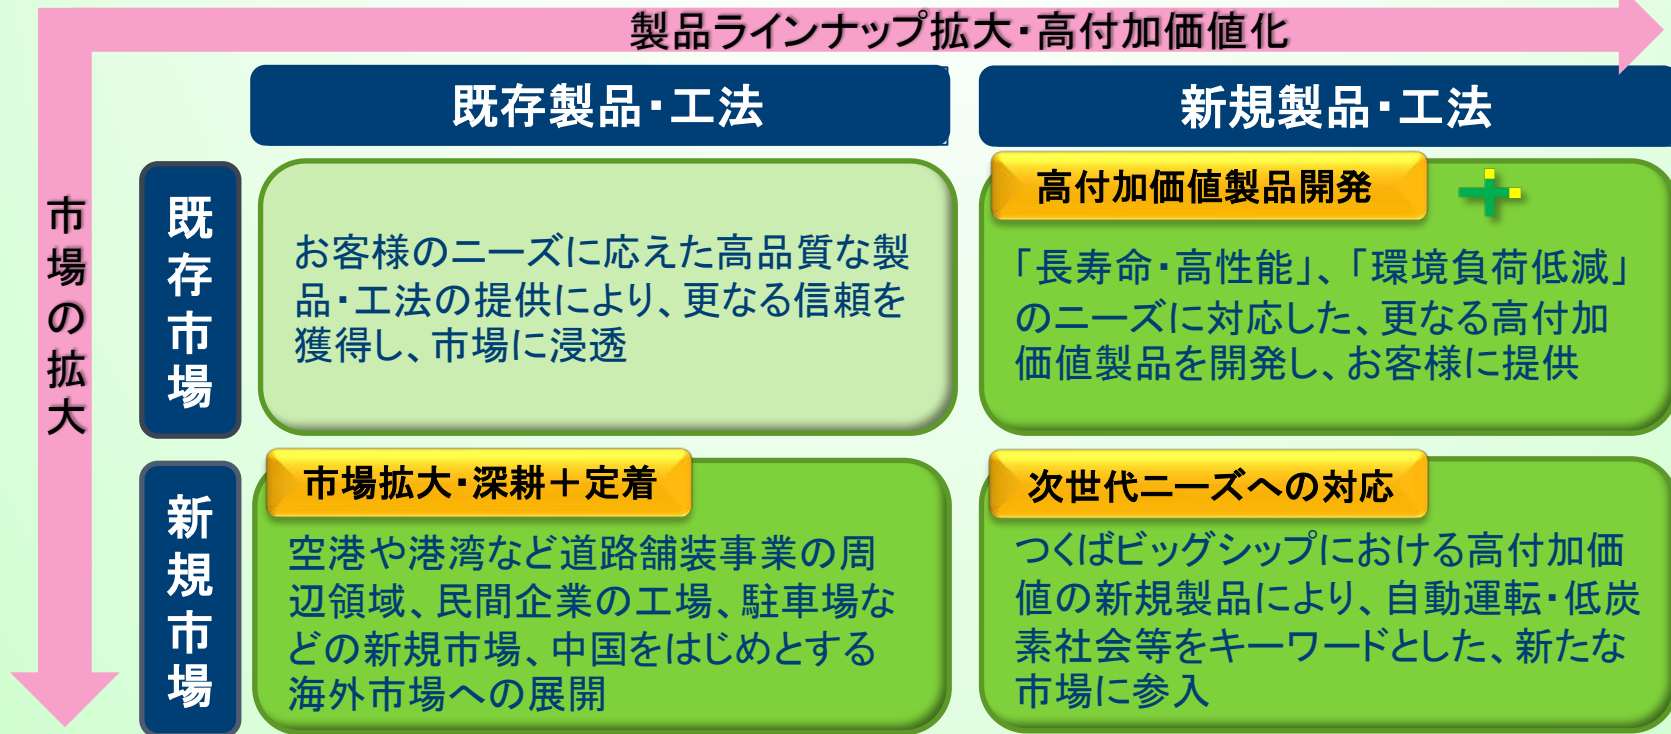 製品ラインナップ拡大・高付加価値化
既存製品・工法
新規製品・工法
市場の拡大
既存市場
お客様のニーズに応えた高品質な製
品・工法の提供により、更なる信頼を
獲得し、市場に浸透
高付加価値製品開発
「長寿命・高性能」、「環境負荷低減」
のニーズに対応した、更なる高付加
価値製品を開発し、お客様に提供
新規市場
市場拡大・深耕＋定着
空港や港湾など道路舗装事業の周
辺領域、民間企業の工場、駐車場な
どの新規市場、中国をはじめとする
海外市場への展開
次世代ニーズへの対応
つくばビッグシップにおける高付加価
値の新規製品により、自動運転・低炭
素社会等をキーワードとした、新たな
市場に参入